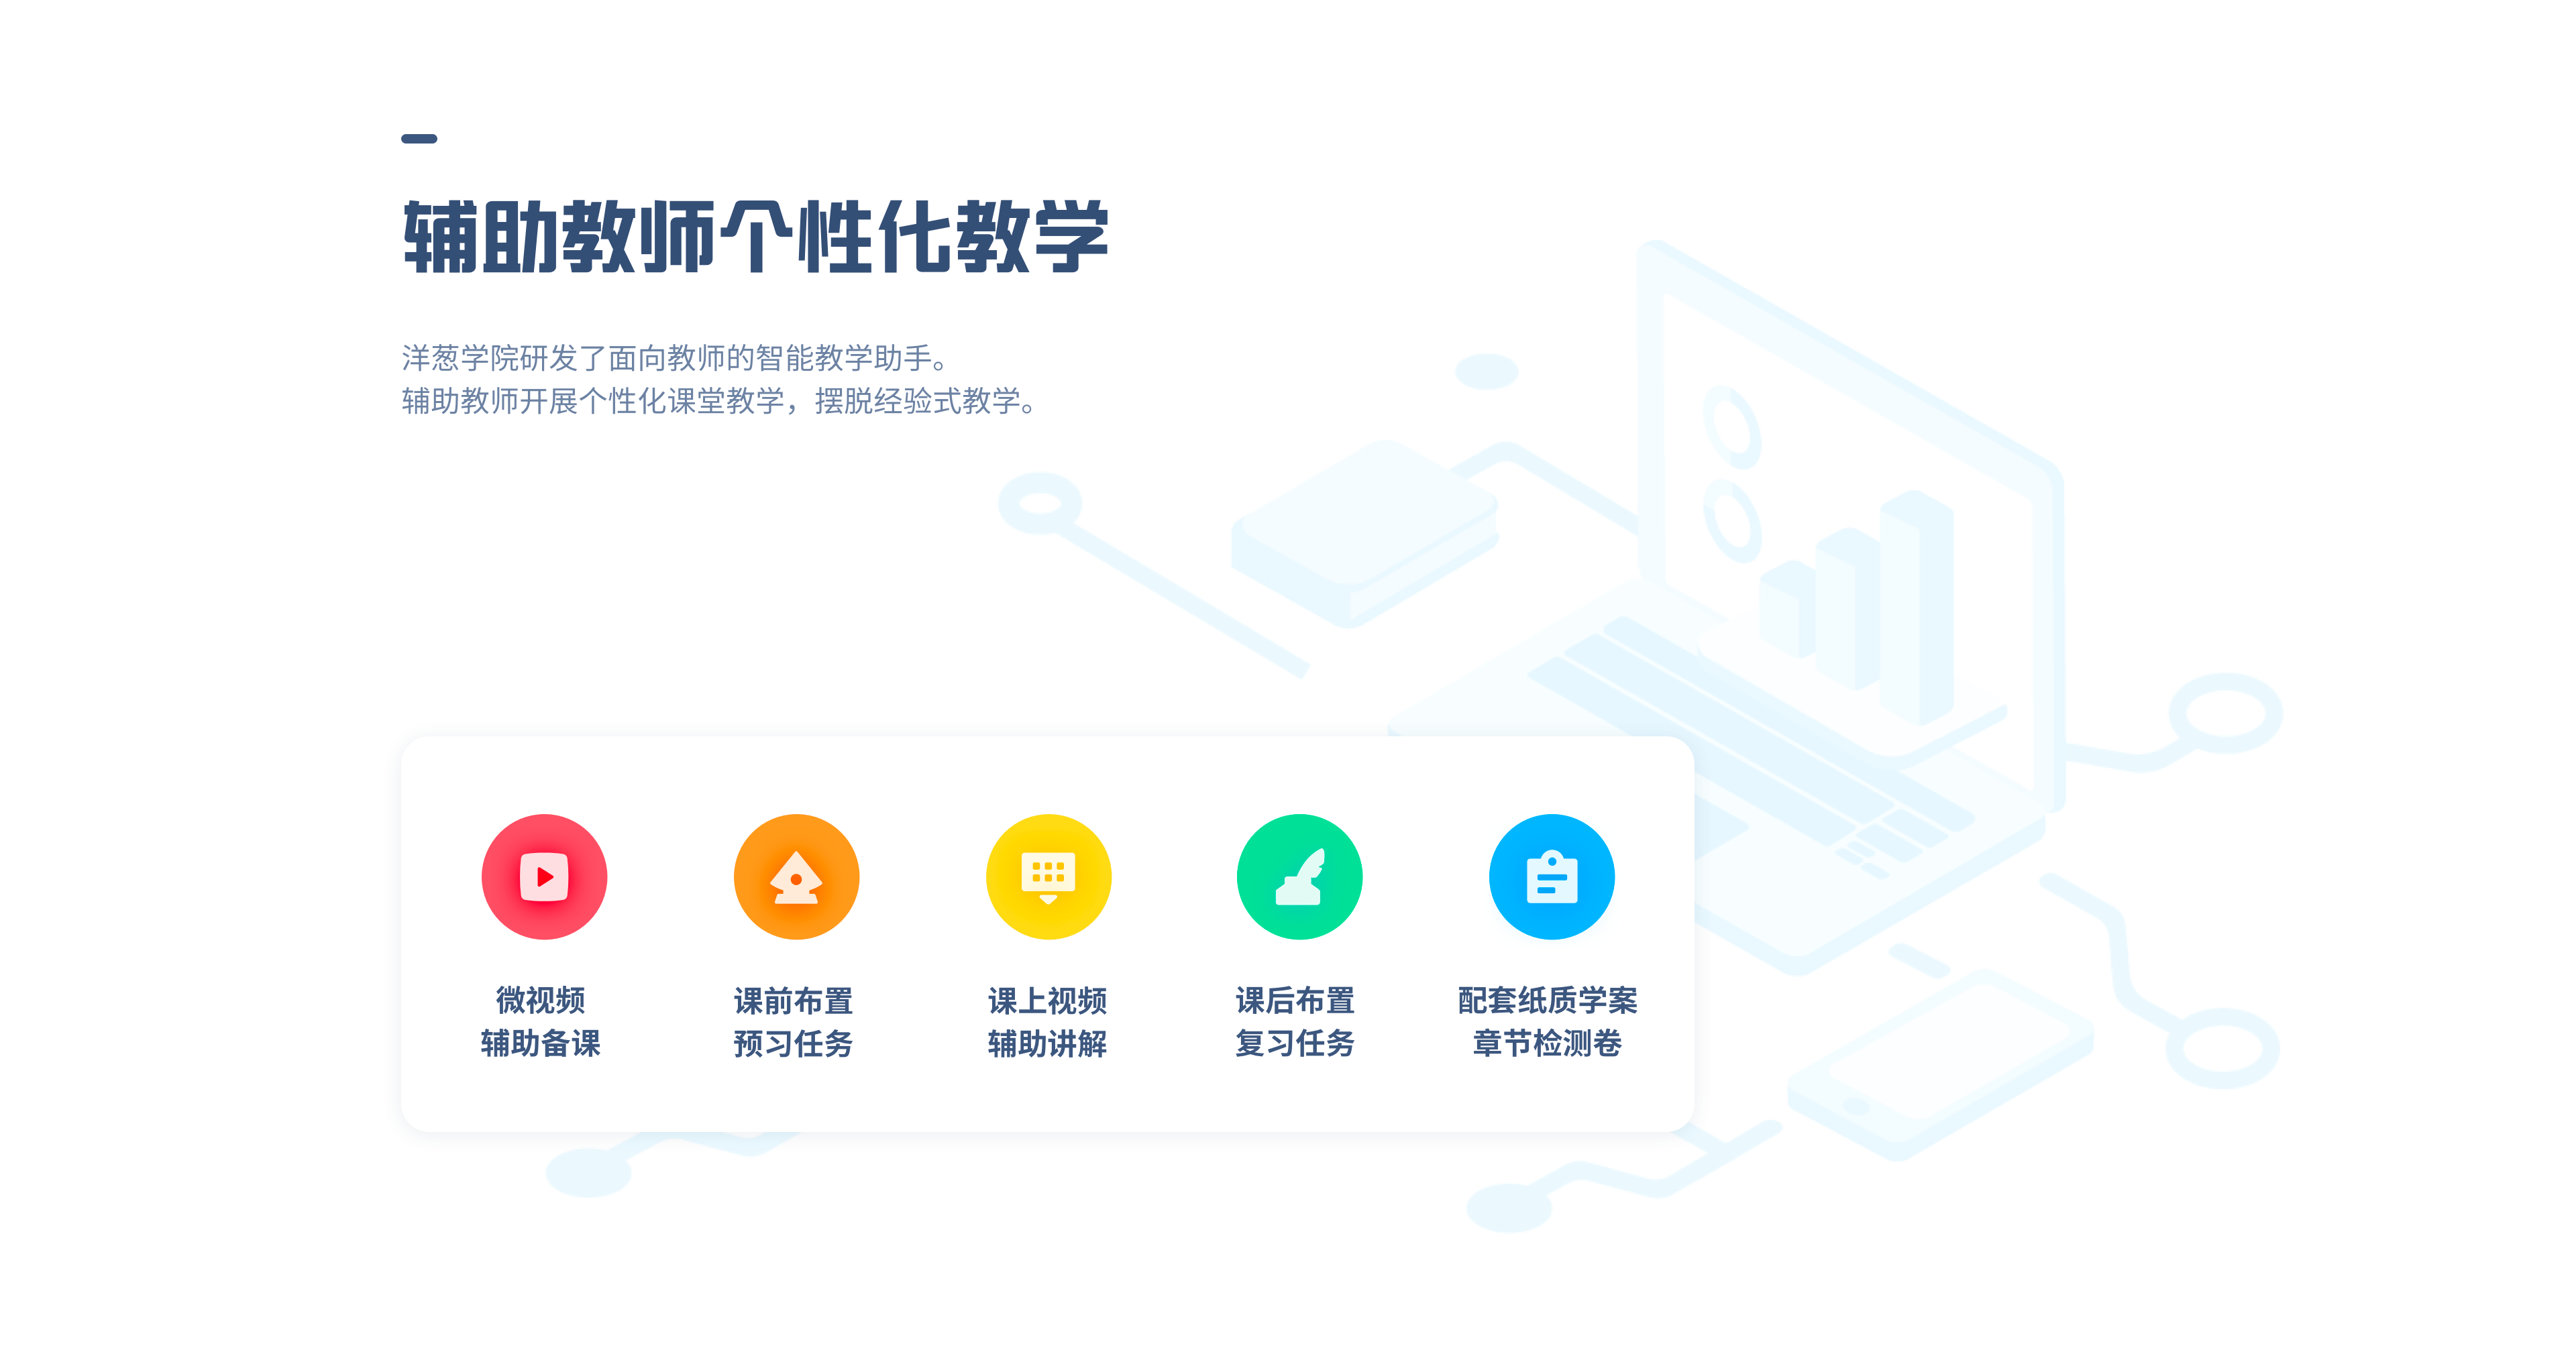 辅助教师个性化教学
洋葱学院研发了面向教师的智能教学助手。
辅助教师开展个性化课堂教学，摆脱经验式教学。
微视频
辅助备课
课前布置
预习任务
课上视频
辅助讲解
课后布置
复习任务
配套纸质学案
章节检测卷